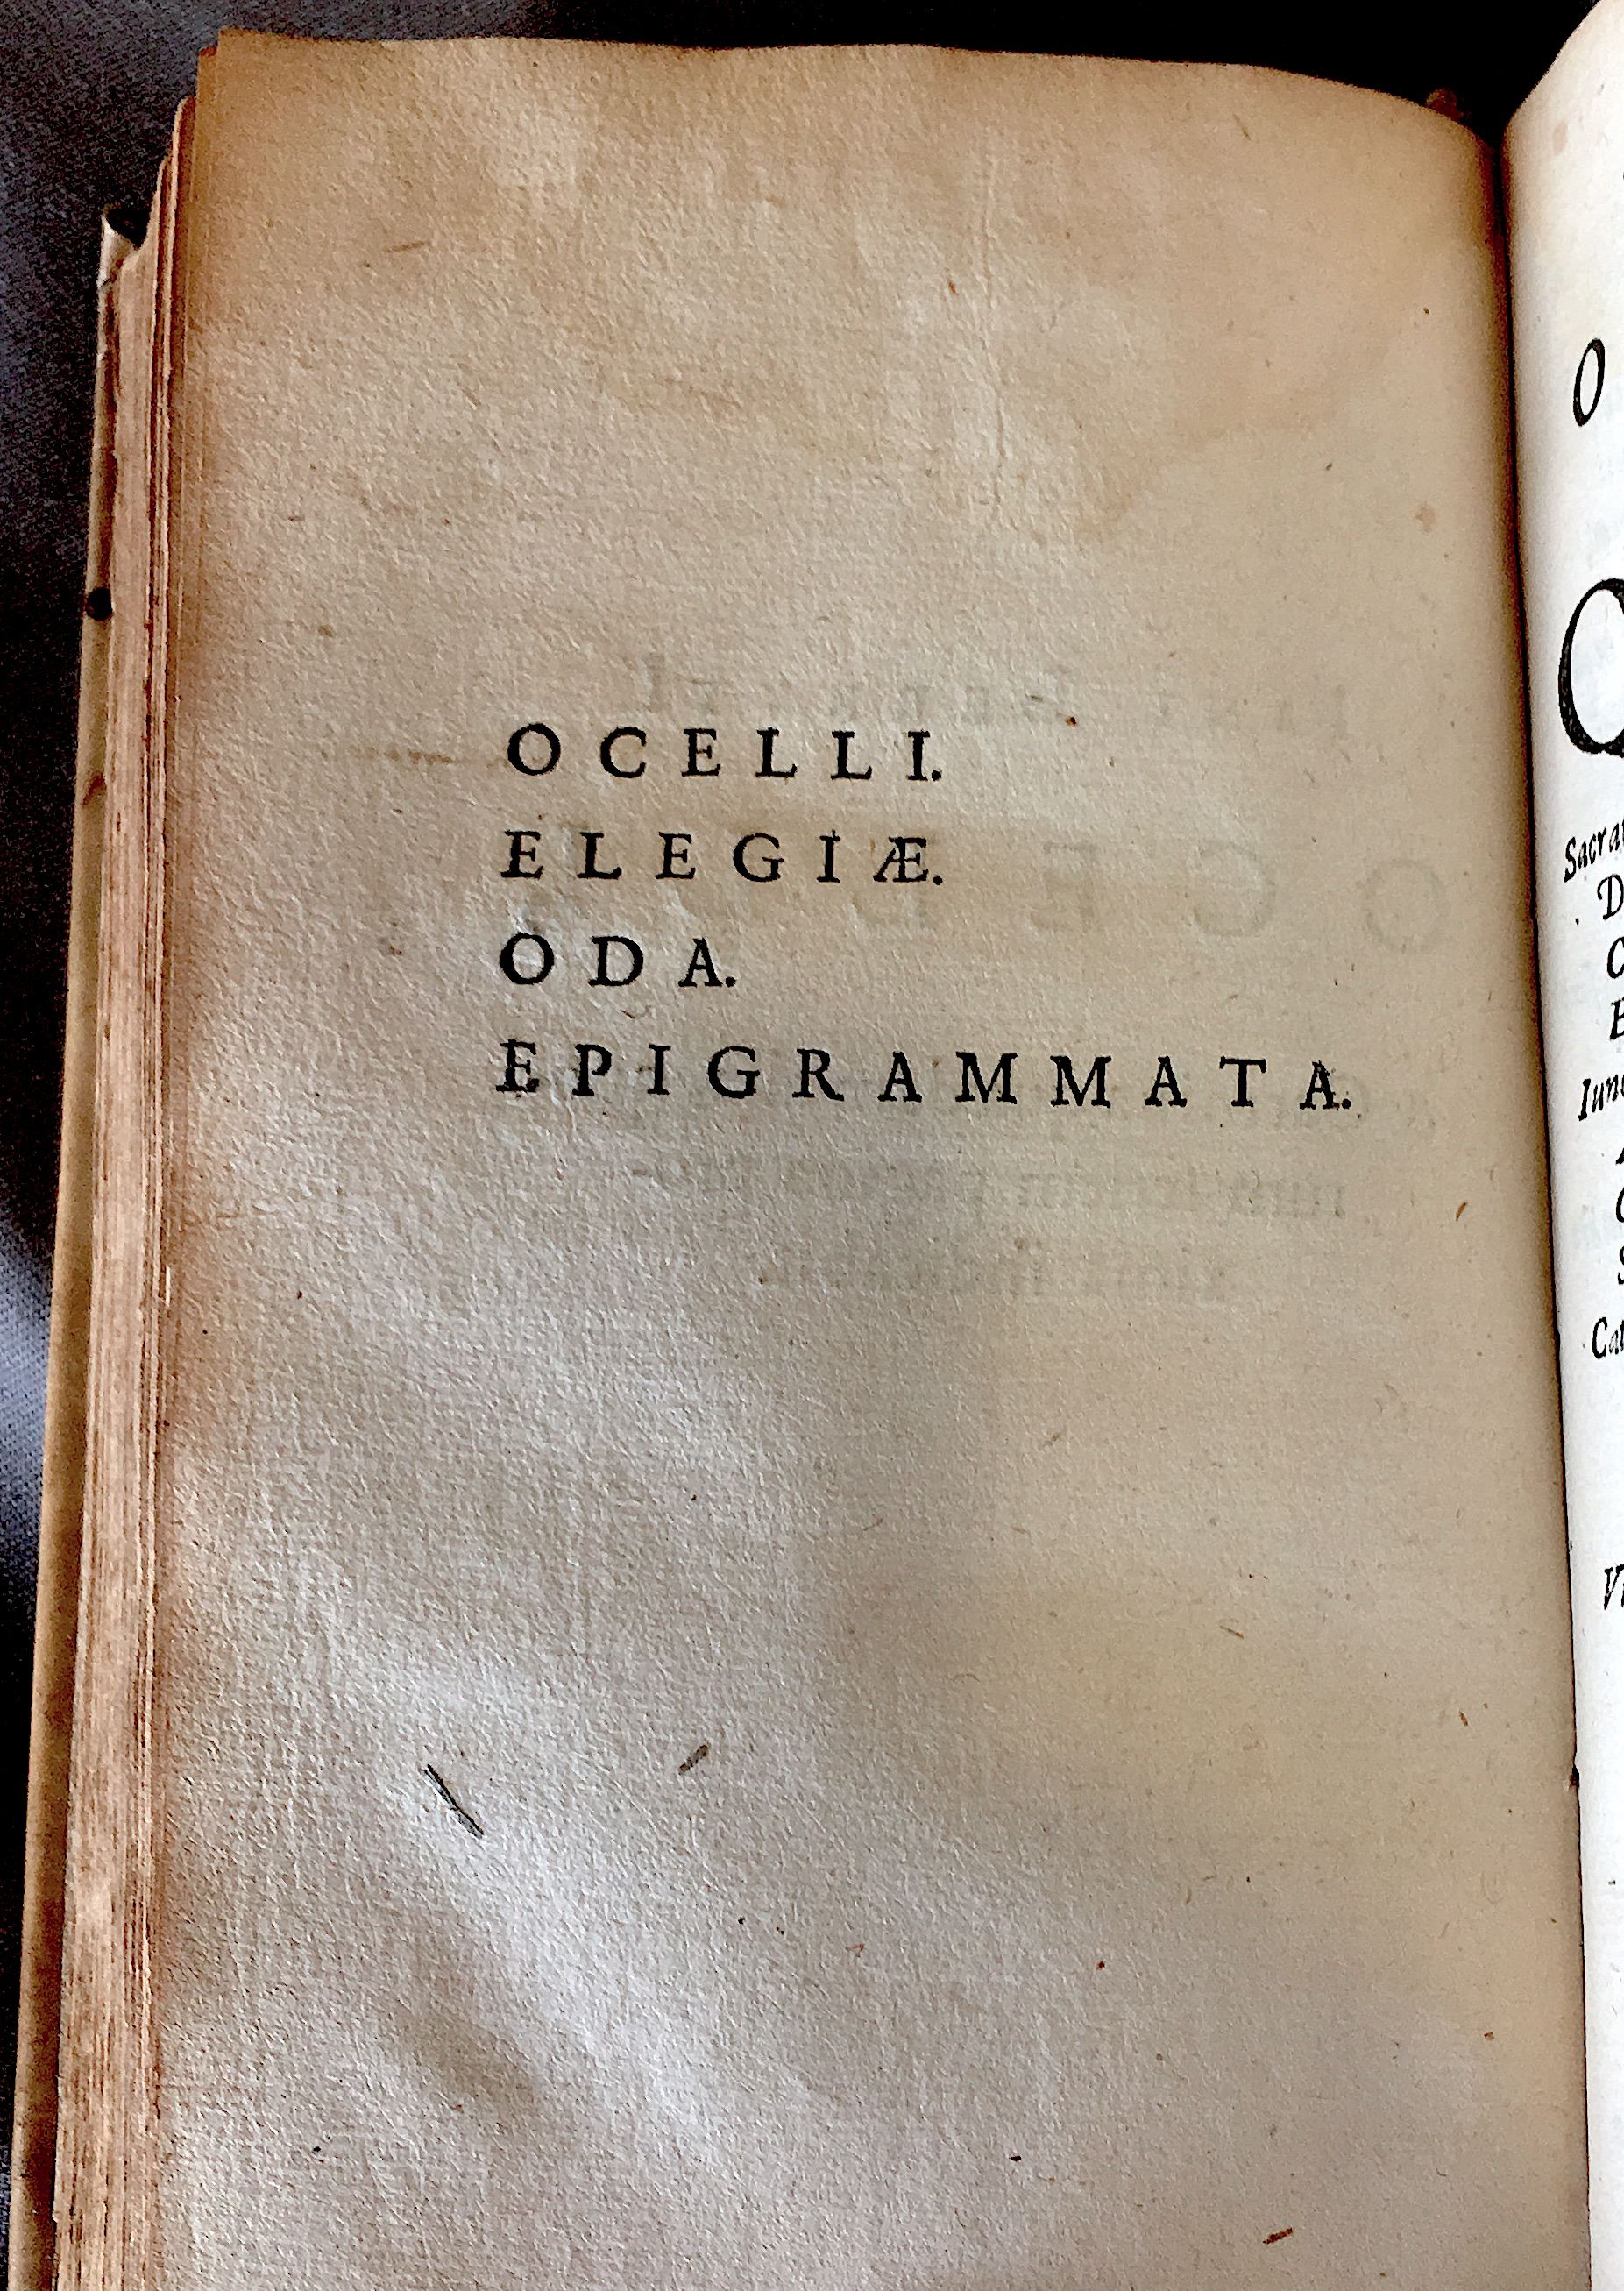 OCELLI.
ELEGIÆ.
ODA.
EPIGRAMMATA.